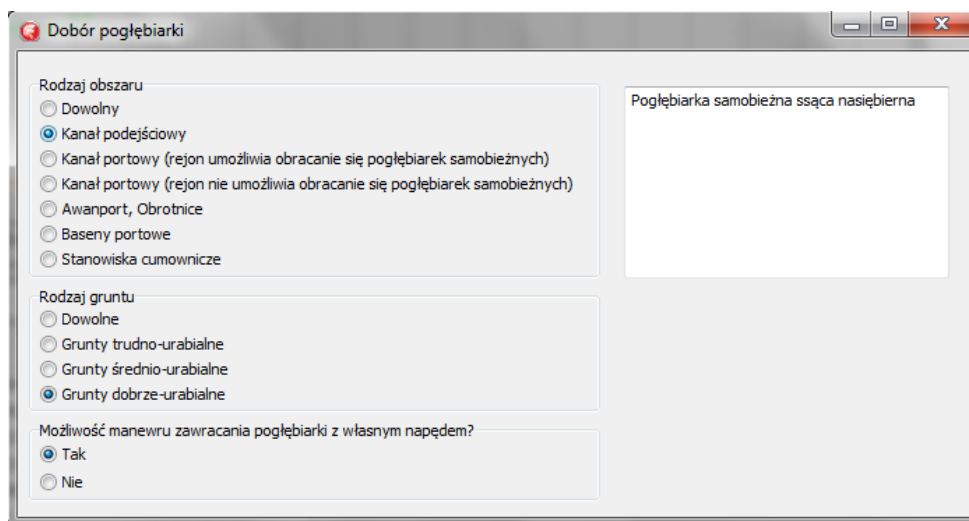 Dobór pogłębiarki
Rodzaj obszaru
Dowolny
Kanał podejściowy
Kanał portowy (rejon umożliwia obracanie się pogłębiarek samobieżnych)
Kanał portowy (rejon nie umożliwia obracanie się pogłębiarek samobieżnych)
Awanport, Obrotnice
Baseny portowe
Stanowiska cumownicze
Pogłębiarka samobieżna ssąca nasiębierna
Rodzaj gruntu
Dowolne
Grunty trudno-urabialne
Grunty średnio-urabialne
Grunty dobrze-urabialne
Możliwość manewru zawracania pogłębiarki z własnym napędem?
Tak
Nie